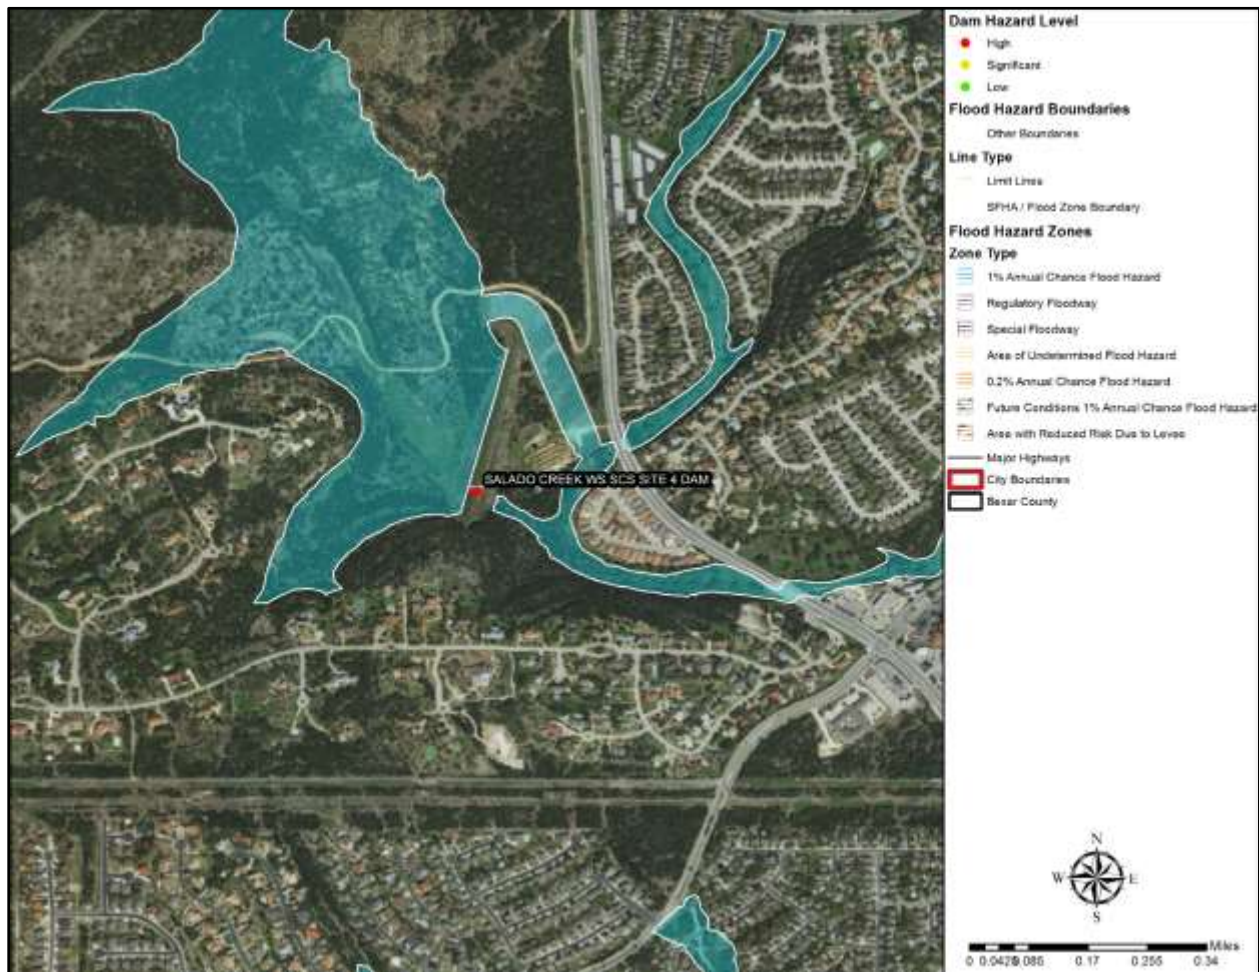 Dam Hazard Level
High
Significant
Low
Flood Hazard Boundaries
Other Boundaries
Line Type
Limit Lines
SFHA / Flood Zone Boundary
Flood Hazard Zones
Zone Type
1% Annual Chance Flood Hazard
Regulatory Floodway
Special Floodway
Area of Undetermined Flood Hazard
0.2% Annual Chance Flood Hazard
Future Conditions 1% Annual Chance Flood Hazard
Area with Reduced Risk Due to Levee
Major Highways
City Boundaries
Bexar County
SALADO CREEK WS SCS SITE 4 DAM
N
W E
S
Miles
0 0.0425 0.085 0.17 0.255 0.34